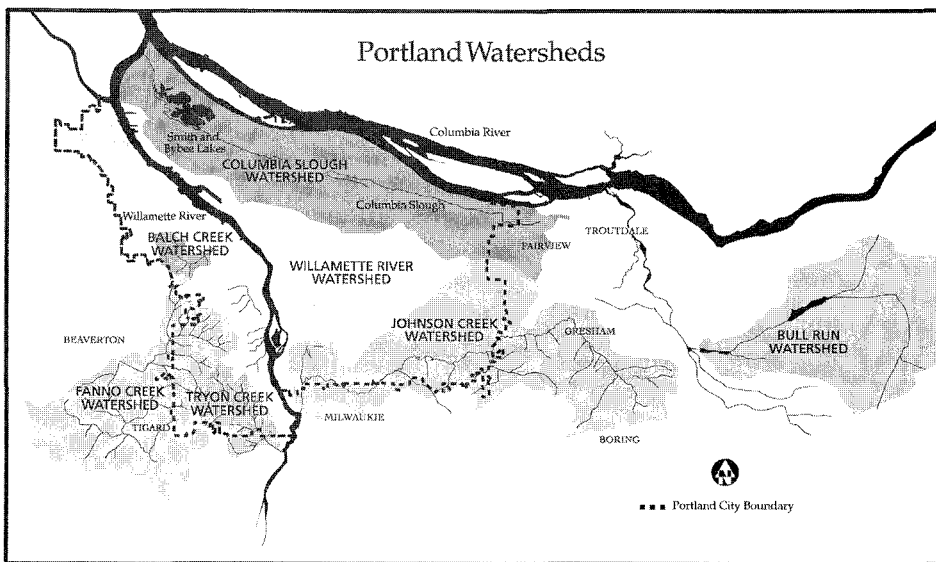 Portland Watersheds
Columbia River
Smith and
Bybee Lakes
COLUMBIA SLOUGH
WATERSHED
Columbia Slough
Willamette River
BALCH CREEK
WATERSHED
FAIRVIEW
TROUTDALE
WILLAMETTE RIVER
WATERSHED
JOHNSON CREEK
WATERSHED
GRESHAM
BULL RUN
WATERSHED
BEAVERTON
FANNO CREEK
WATERSHED
TRYON CREEK
WATERSHED
TIGARD
MILWAUKIE
BORING
N
Portland City Boundary